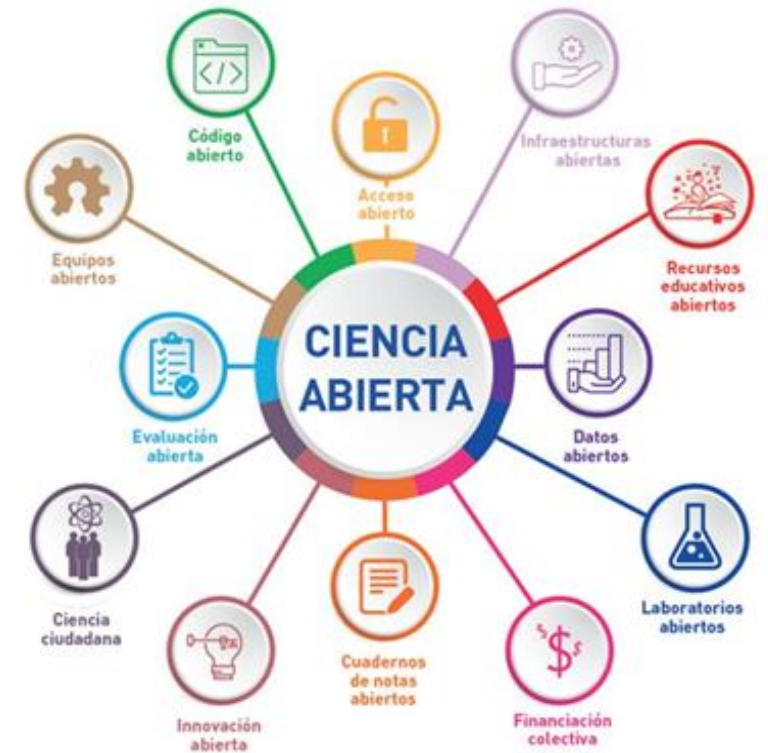 Código
abierto
Acceso
abierto
Infraestructuras
abiertas
Equipos
abiertos
Recursos
educativos
abiertos
CIENCIA
ABIERTA
Evaluación
abierta
Datos
abiertos
Ciencia
ciudadana
Laboratorios
abiertos
Innovación
abierta
Cuadernos
de notas
abiertos
Financiación
colectiva